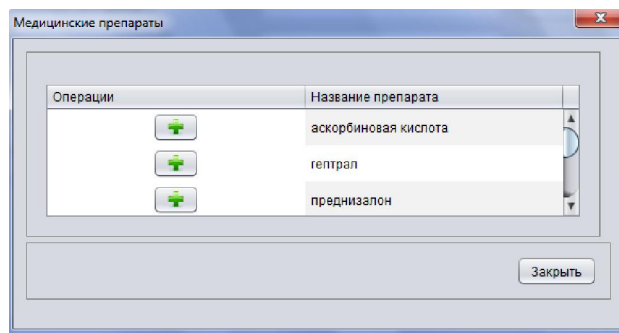 Медицинские препараты
Операции Название препарата
аскорбиновая кислота
гептрал
преднизалон
Закрыть